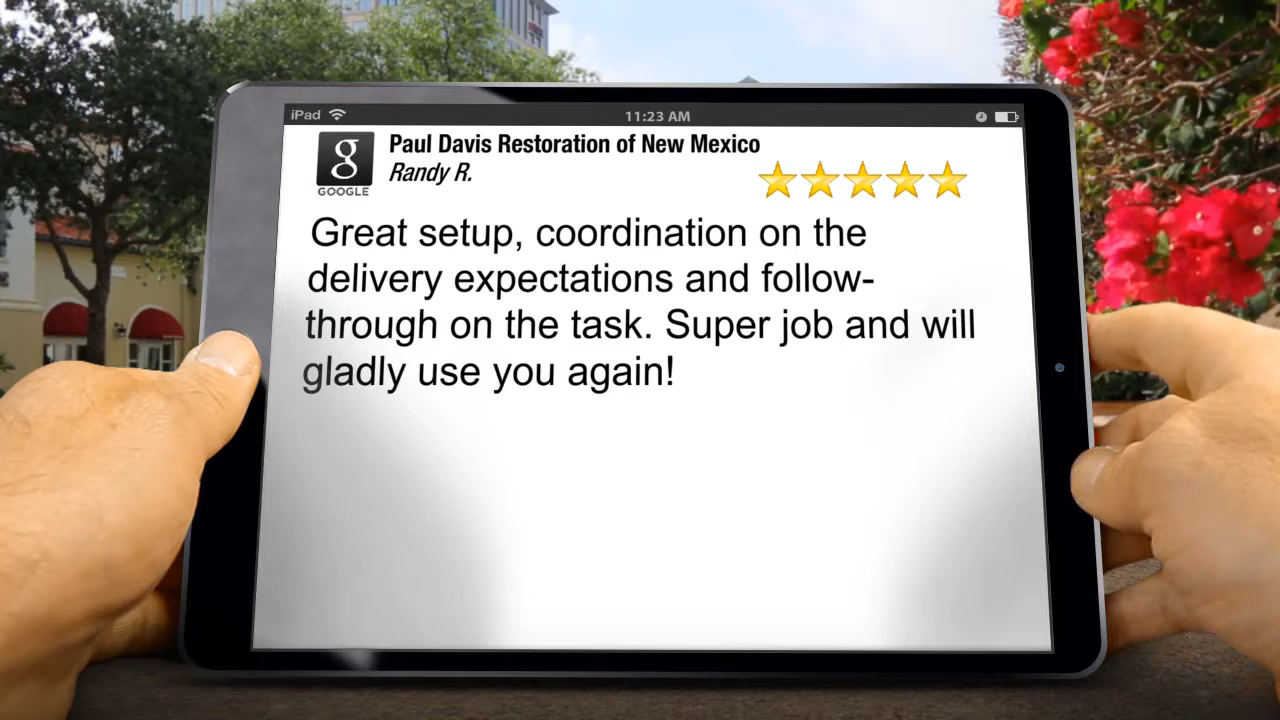 iPad 11:23 AM
g
GOOGLE
Paul Davis Restoration of New Mexico
Randy R.
Great setup, coordination on the
delivery expectations and follow-
through on the task. Super job and will
gladly use you again!